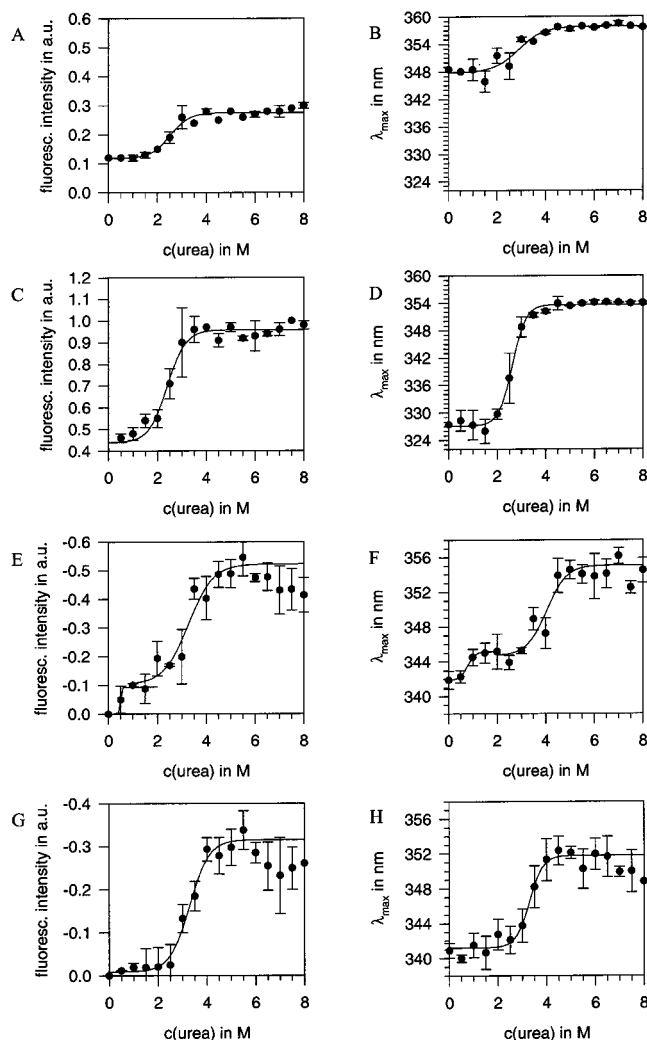 A
fluoresc. intensity in a.u.
0.6
0.5
0.4
0.3
0.2
0.1
0.0
0 2 4 6 8
c(urea) in M
B
λmax in nm
360
354
348
342
336
330
324
0 2 4 6 8
c(urea) in M
C
fluoresc. intensity in a.u.
1.2
1.1
1.0
0.9
0.8
0.7
0.6
0.5
0.4
0 2 4 6 8
c(urea) in M
D
λmax in nm
360
354
348
342
336
330
324
0 2 4 6 8
c(urea) in M
E
fluoresc. intensity in a.u.
-0.6
-0.5
-0.4
-0.3
-0.2
-0.1
0.0
0 2 4 6 8
c(urea) in M
F
λmax in nm
356
352
348
344
340
0 2 4 6 8
c(urea) in M
G
fluoresc. intensity in a.u.
-0.4
-0.3
-0.2
-0.1
0.0
0 2 4 6 8
c(urea) in M
H
λmax in nm
356
352
348
344
340
0 2 4 6 8
c(urea) in M